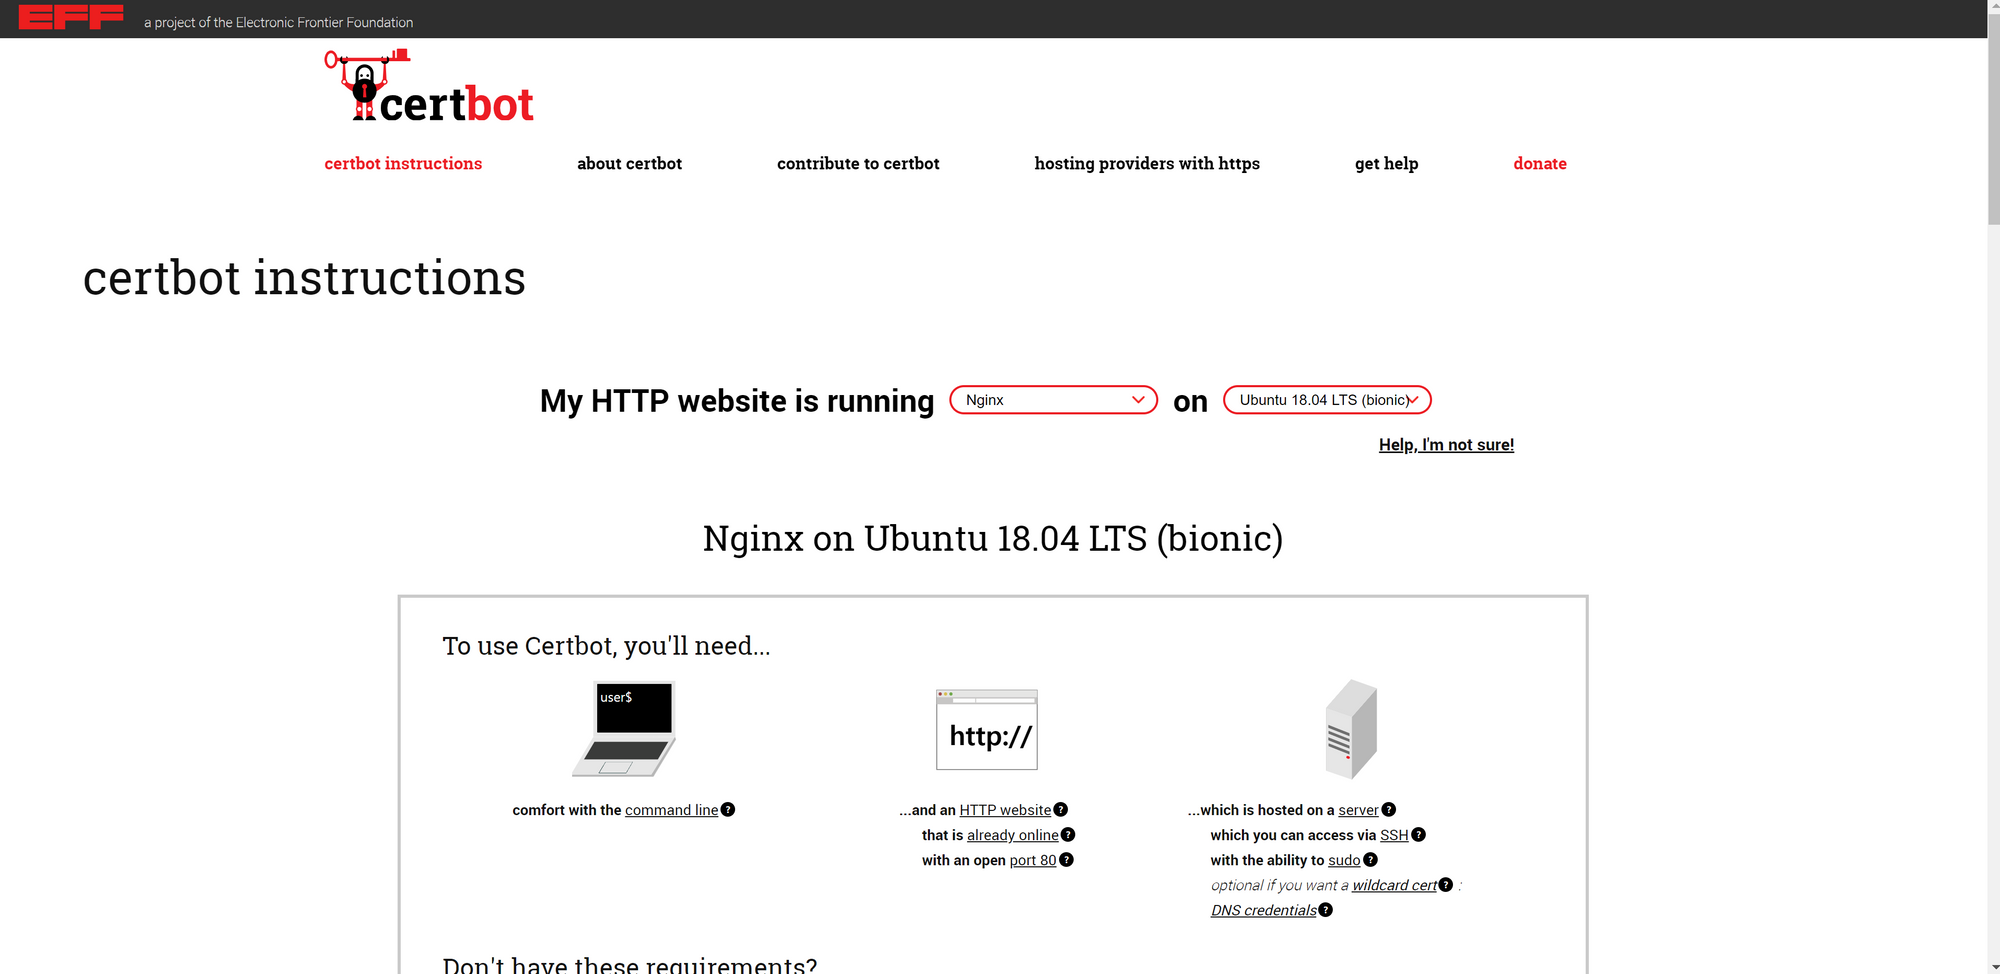 EFF a project of the Electronic Frontier Foundation
certbot
certbot instructions about certbot contribute to certbot hosting providers with https get help donate
certbot instructions
My HTTP website is running Nginx on Ubuntu 18.04 LTS (bionic)
Help, I'm not sure!
Nginx on Ubuntu 18.04 LTS (bionic)
To use Certbot, you'll need...
user$
http://
comfort with the command line ?
...and an HTTP website ?
that is already online ?
with an open port 80 ?
...which is hosted on a server ?
which you can access via SSH ?
with the ability to sudo ?
optional if you want a wildcard cert ? :
DNS credentials ?
Don't have these requirements?